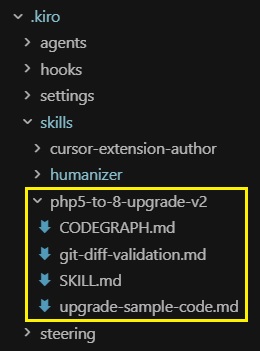 .kiro
agents
hooks
settings
skills
cursor-extension-author
humanizer
php5-to-8-upgrade-v2
CODEGRAPH.md
git-diff-validation.md
SKILL.md
upgrade-sample-code.md
steering